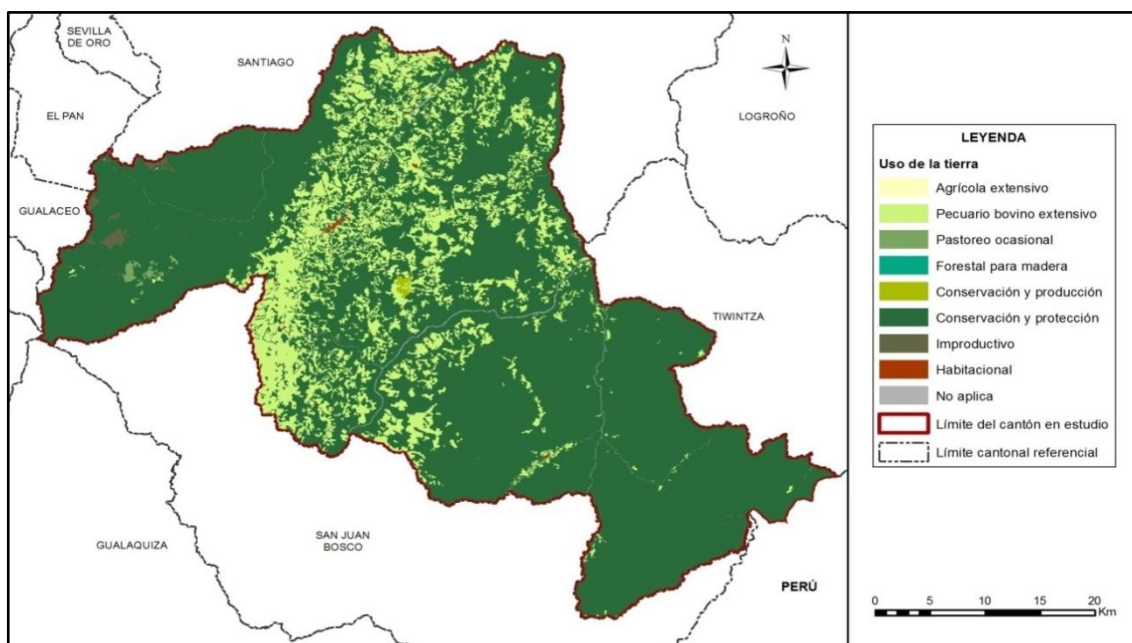 SEVILLA
DE ORO
SANTIAGO
N
EL PAN
LOGROÑO
GUALACEO
TIWINTZA
SAN JUAN
BOSCO
GUALAQUIZA
PERÚ
LEYENDA
Uso de la tierra
Agrícola extensivo
Pecuario bovino extensivo
Pastoreo ocasional
Forestal para madera
Conservación y producción
Conservación y protección
Improductivo
Habitacional
No aplica
Límite del cantón en estudio
Límite cantonal referencial
0 5 10 15 20
Km